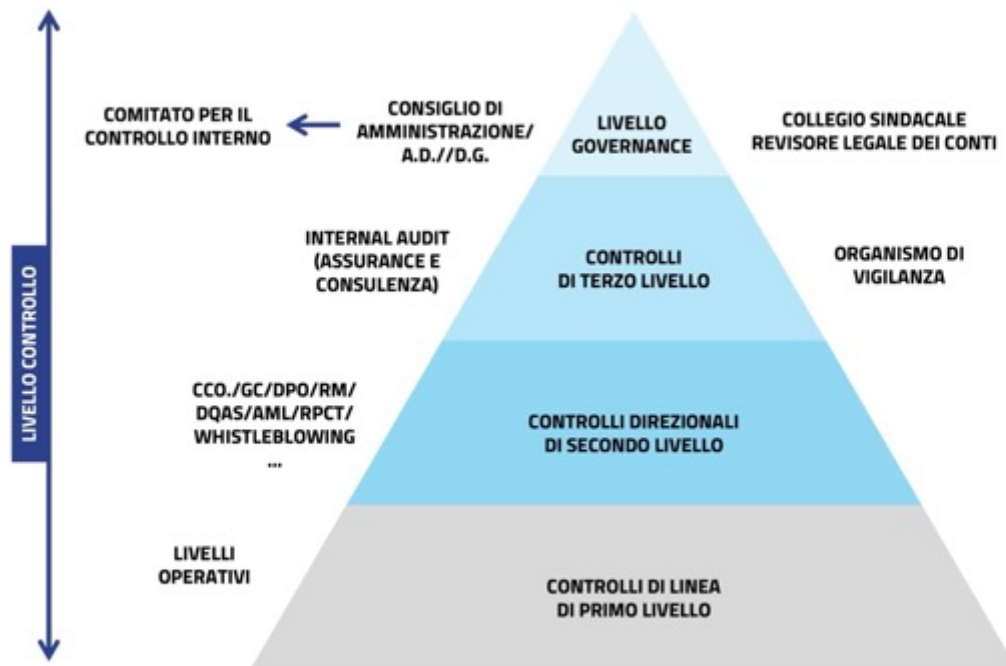 COMITATO PER IL
CONTROLLO INTERNO
CONSIGLIO DI
AMMINISTRAZIONE/
A.D.//D.G.
LIVELLO
GOVERNANCE
COLLEGIO SINDACALE
REVISORE LEGALE DEI CONTI
INTERNAL AUDIT
(ASSURANCE E
CONSULENZA)
CONTROLLI
DI TERZO LIVELLO
ORGANISMO DI
VIGILANZA
LIVELLO CONTROLLO
CCO./GC/DPO/RM/
DQAS/AML/RPCT/
WHISTLEBLOWING
...
CONTROLLI DIREZIONALI
DI SECONDO LIVELLO
LIVELLI
OPERATIVI
CONTROLLI DI LINEA
DI PRIMO LIVELLO